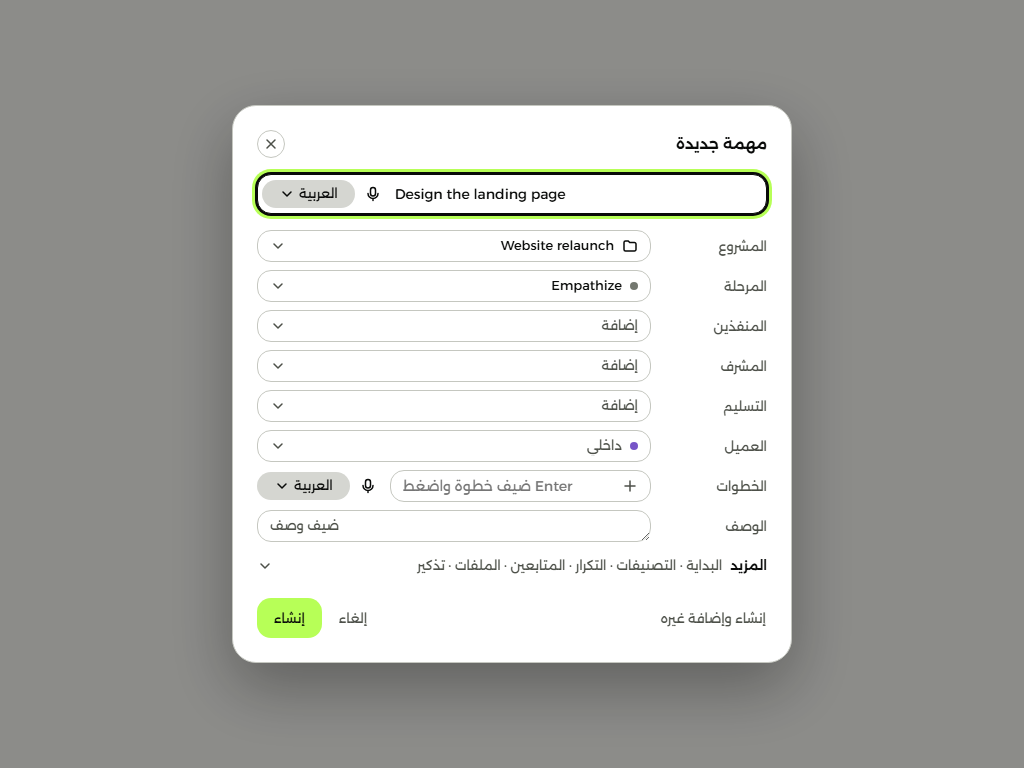 مهمة جديدة
Design the landing page العربية
المشروع Website relaunch
المرحلة Empathize
المنفذين إضافة
المشرف إضافة
التسليم إضافة
العميل داخلي
الخطوات ضيف خطوة واضغط Enter العربية
الوصف ضيف وصف
المزيد البداية · التصنيفات · التكرار · المتابعين · الملفات · تذكير
إنشاء وإضافة غيره إلغاء إنشاء